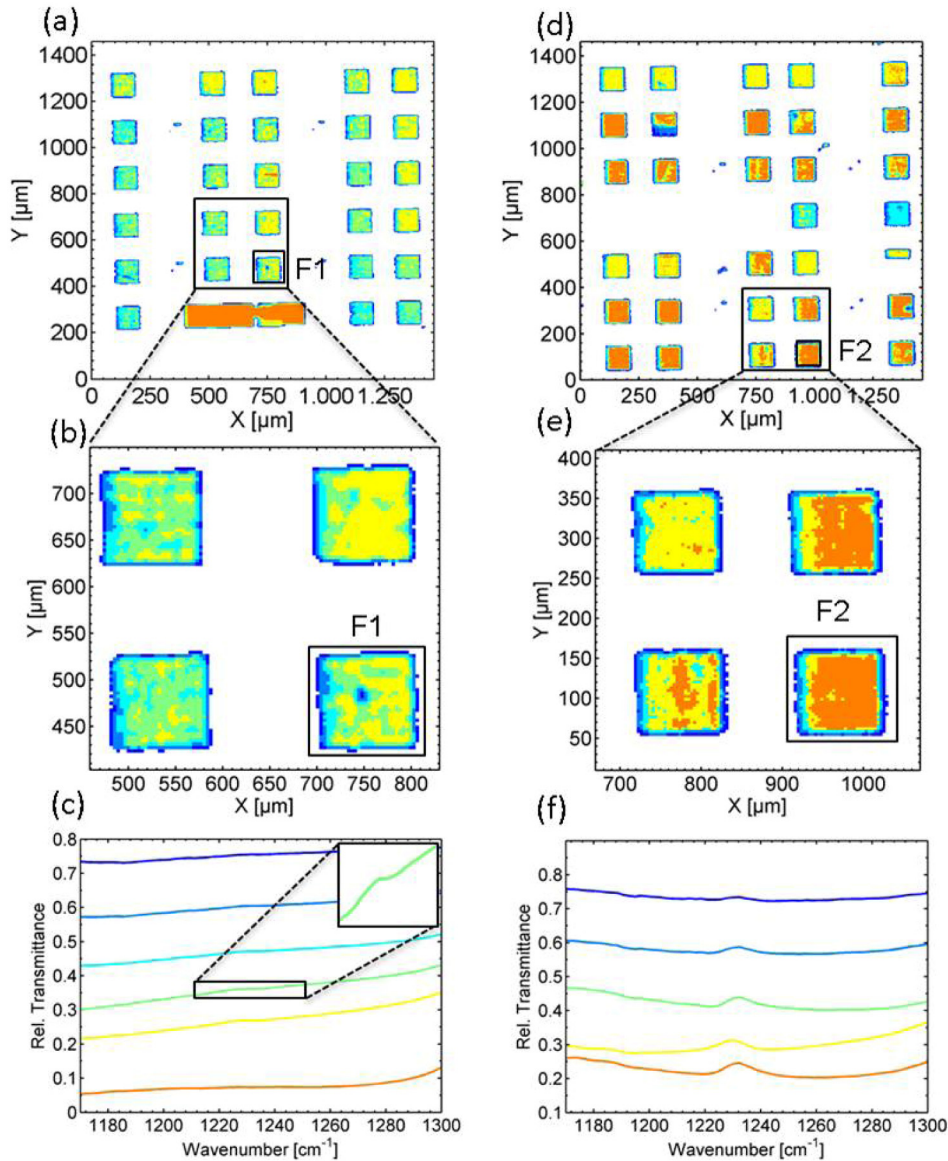 (a)
1400
1200
1000
800
600
400
200
0
Y [µm]
F1
0 250 500 750 1.000 1.250
X [µm]
(d)
1400
1200
1000
800
600
400
200
0
Y [µm]
F2
0 250 500 750 1.000 1.250
X [µm]
(b)
700
650
600
550
500
450
Y [µm]
F1
500 550 600 650 700 750 800
X [µm]
(e)
400
350
300
250
200
150
100
50
Y [µm]
F2
700 800 900 1000
X [µm]
(c)
0.8
0.7
0.6
0.5
0.4
0.3
0.2
0.1
0
Rel. Transmittance
1180 1200 1220 1240 1260 1280 1300
Wavenumber [cm⁻¹]
(f)
0.8
0.7
0.6
0.5
0.4
0.3
0.2
0.1
Rel. Transmittance
1180 1200 1220 1240 1260 1280 1300
Wavenumber [cm⁻¹]